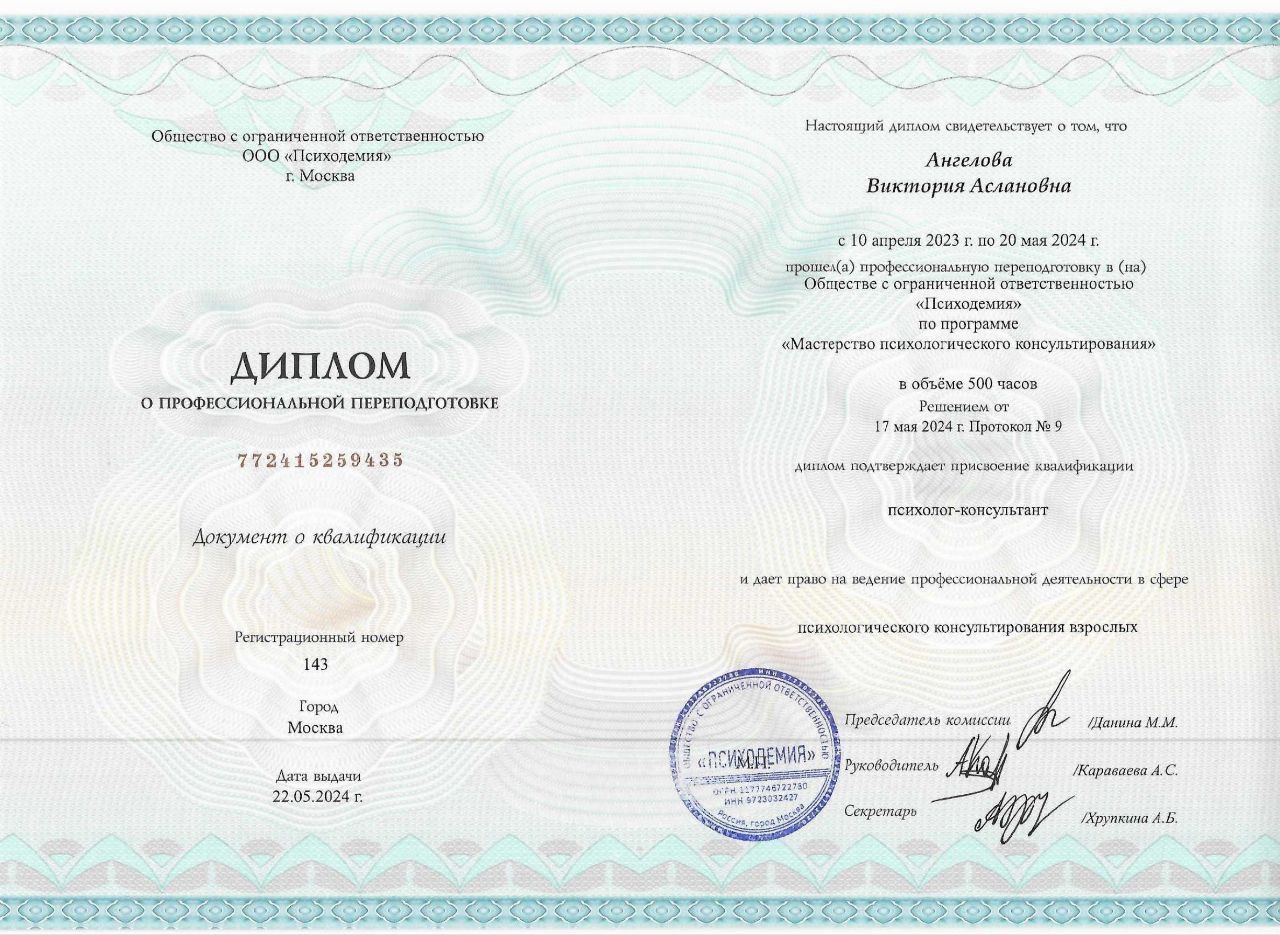 Общество с ограниченной ответственностью
ООО «Психодемия»
г. Москва
ДИПЛОМ
О ПРОФЕССИОНАЛЬНОЙ ПЕРЕПОДГОТОВКЕ
772415259435
Документ о квалификации
Регистрационный номер
143
Город
Москва
Дата выдачи
22.05.2024 г.
Настоящий диплом свидетельствует о том, что
Ангелова
Виктория Аслановна
с 10 апреля 2023 г. по 20 мая 2024 г.
прошел(а) профессиональную переподготовку в (на)
Обществе с ограниченной ответственностью
«Психодемия»
по программе
«Мастерство психологического консультирования»
в объёме 500 часов
Решением от
17 мая 2024 г. Протокол № 9
диплом подтверждает присвоение квалификации
психолог-консультант
и дает право на ведение профессиональной деятельности в сфере
психологического консультирования взрослых
Председатель комиссии /Данина М.М.
Руководитель /Караваева А.С.
Секретарь /Хрупкина А.Б.
М.П.
ОБЩЕСТВО С ОГРАНИЧЕННОЙ ОТВЕТСТВЕННОСТЬЮ
«ПСИХОДЕМИЯ»
ОГРН 1177746722750
ИНН 9723032427
Россия, город Москва